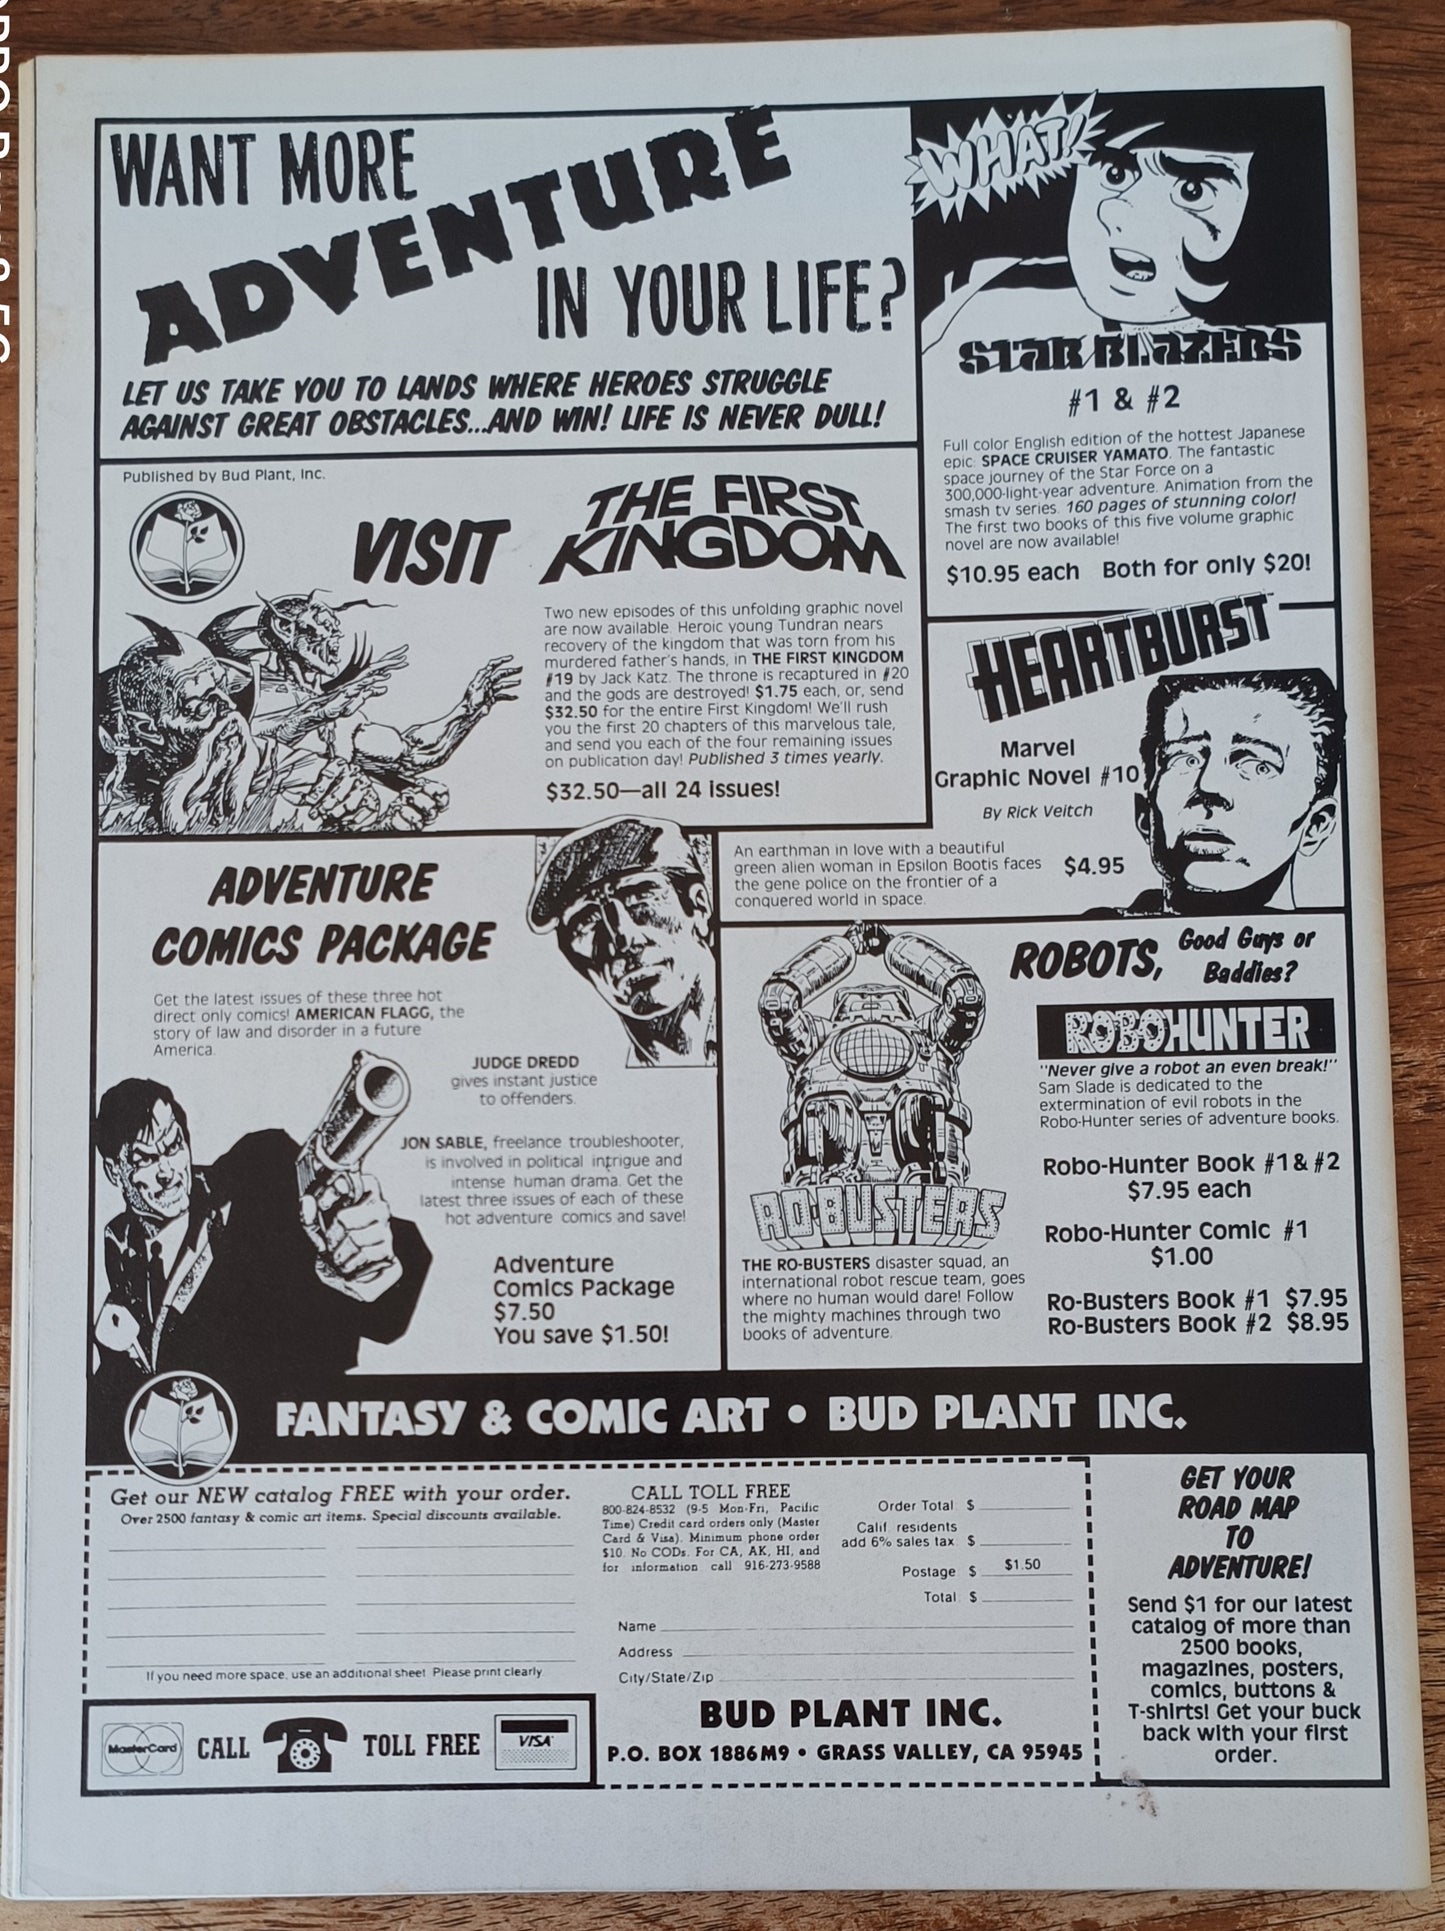 WANT MORE
ADVENTURE
IN YOUR LIFE?
LET US TAKE YOU TO LANDS WHERE HEROES STRUGGLE
AGAINST GREAT OBSTACLES...AND WIN! LIFE IS NEVER DULL!
WHAT!
STAR BLAZERS
#1 & #2
Full color English edition of the hottest Japanese
epic: SPACE CRUISER YAMATO. The fantastic
space journey of the Star Force on a
300,000-light-year adventure. Animation from the
smash tv series. 160 pages of stunning color!
The first two books of this five volume graphic
novel are now available!
$10.95 each Both for only $20!
Published by Bud Plant, Inc.
VISIT
THE FIRST
KINGDOM
Two new episodes of this unfolding graphic novel
are now available. Heroic young Tundran nears
recovery of the kingdom that was torn from his
murdered father's hands, in THE FIRST KINGDOM
#19 by Jack Katz. The throne is recaptured in #20
and the gods are destroyed! $1.75 each, or, send
$32.50 for the entire First Kingdom! We'll rush
you the first 20 chapters of this marvelous tale,
and send you each of the four remaining issues
on publication day! Published 3 times yearly.
$32.50—all 24 issues!
HEARTBURST
Marvel
Graphic Novel #10
By Rick Veitch
An earthman in love with a beautiful
green alien woman in Epsilon Bootis faces
the gene police on the frontier of a
conquered world in space.
$4.95
ADVENTURE
COMICS PACKAGE
Get the latest issues of these three hot
direct only comics! AMERICAN FLAGG, the
story of law and disorder in a future
America.
JUDGE DREDD
gives instant justice
to offenders.
JON SABLE, freelance troubleshooter,
is involved in political intrigue and
intense human drama. Get the
latest three issues of each of these
hot adventure comics and save!
Adventure
Comics Package
$7.50
You save $1.50!
ROBOTS, Good Guys or
Baddies?
ROBOHUNTER
"Never give a robot an even break!"
Sam Slade is dedicated to the
extermination of evil robots in the
Robo-Hunter series of adventure books.
Robo-Hunter Book #1 & #2
$7.95 each
Robo-Hunter Comic #1
$1.00
Ro-Busters Book #1 $7.95
Ro-Busters Book #2 $8.95
RO-BUSTERS
THE RO-BUSTERS disaster squad, an
international robot rescue team, goes
where no human would dare! Follow
the mighty machines through two
books of adventure.
FANTASY & COMIC ART • BUD PLANT INC.
Get our NEW catalog FREE with your order.
Over 2500 fantasy & comic art items. Special discounts available.
If you need more space, use an additional sheet. Please print clearly.
CALL TOLL FREE
800-824-8532 (9-5 Mon-Fri, Pacific
Time) Credit card orders only (Master
Card & Visa). Minimum phone order
$10. No CODs. For CA, AK, HI, and
for information call 916-273-9588
Order Total $
Calif. residents
add 6% sales tax $
Postage $ $1.50
Total $
Name
Address
City/State/Zip
BUD PLANT INC.
P.O. BOX 1886M9 • GRASS VALLEY, CA 95945
MasterCard CALL TOLL FREE VISA
GET YOUR
ROAD MAP
TO
ADVENTURE!
Send $1 for our latest
catalog of more than
2500 books,
magazines, posters,
comics, buttons &
T-shirts! Get your buck
back with your first
order.